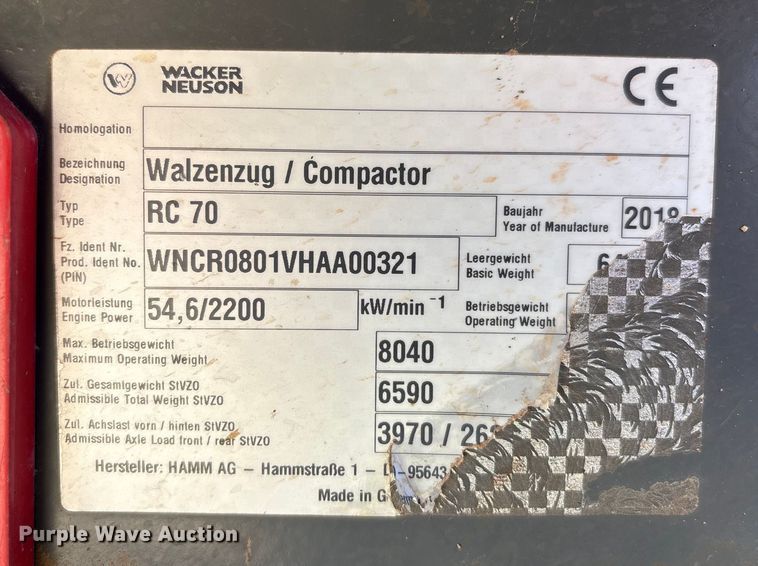 WACKER
NEUSON
CE
Homologation
Bezeichnung
Designation
Walzenzug / Compactor
Typ
Type
RC 70
Baujahr
Year of Manufacture
2018
Fz. Ident Nr.
Prod. Ident No.
(PIN)
WNCR0801VHAA00321
Leergewicht
Basic Weight
Motorleistung
Engine Power
54,6/2200
kW/min -1
Betriebsgewicht
Operating Weight
Max. Betriebsgewicht
Maximum Operating Weight
8040
Zul. Gesamtgewicht StVZO
Admissible Total Weight StVZO
6590
Zul. Achslast vorn / hinten StVZO
Admissible Axle Load front / rear StVZO
3970 /
Hersteller: HAMM AG – Hammstraße 1 –
Made in
Purple Wave Auction